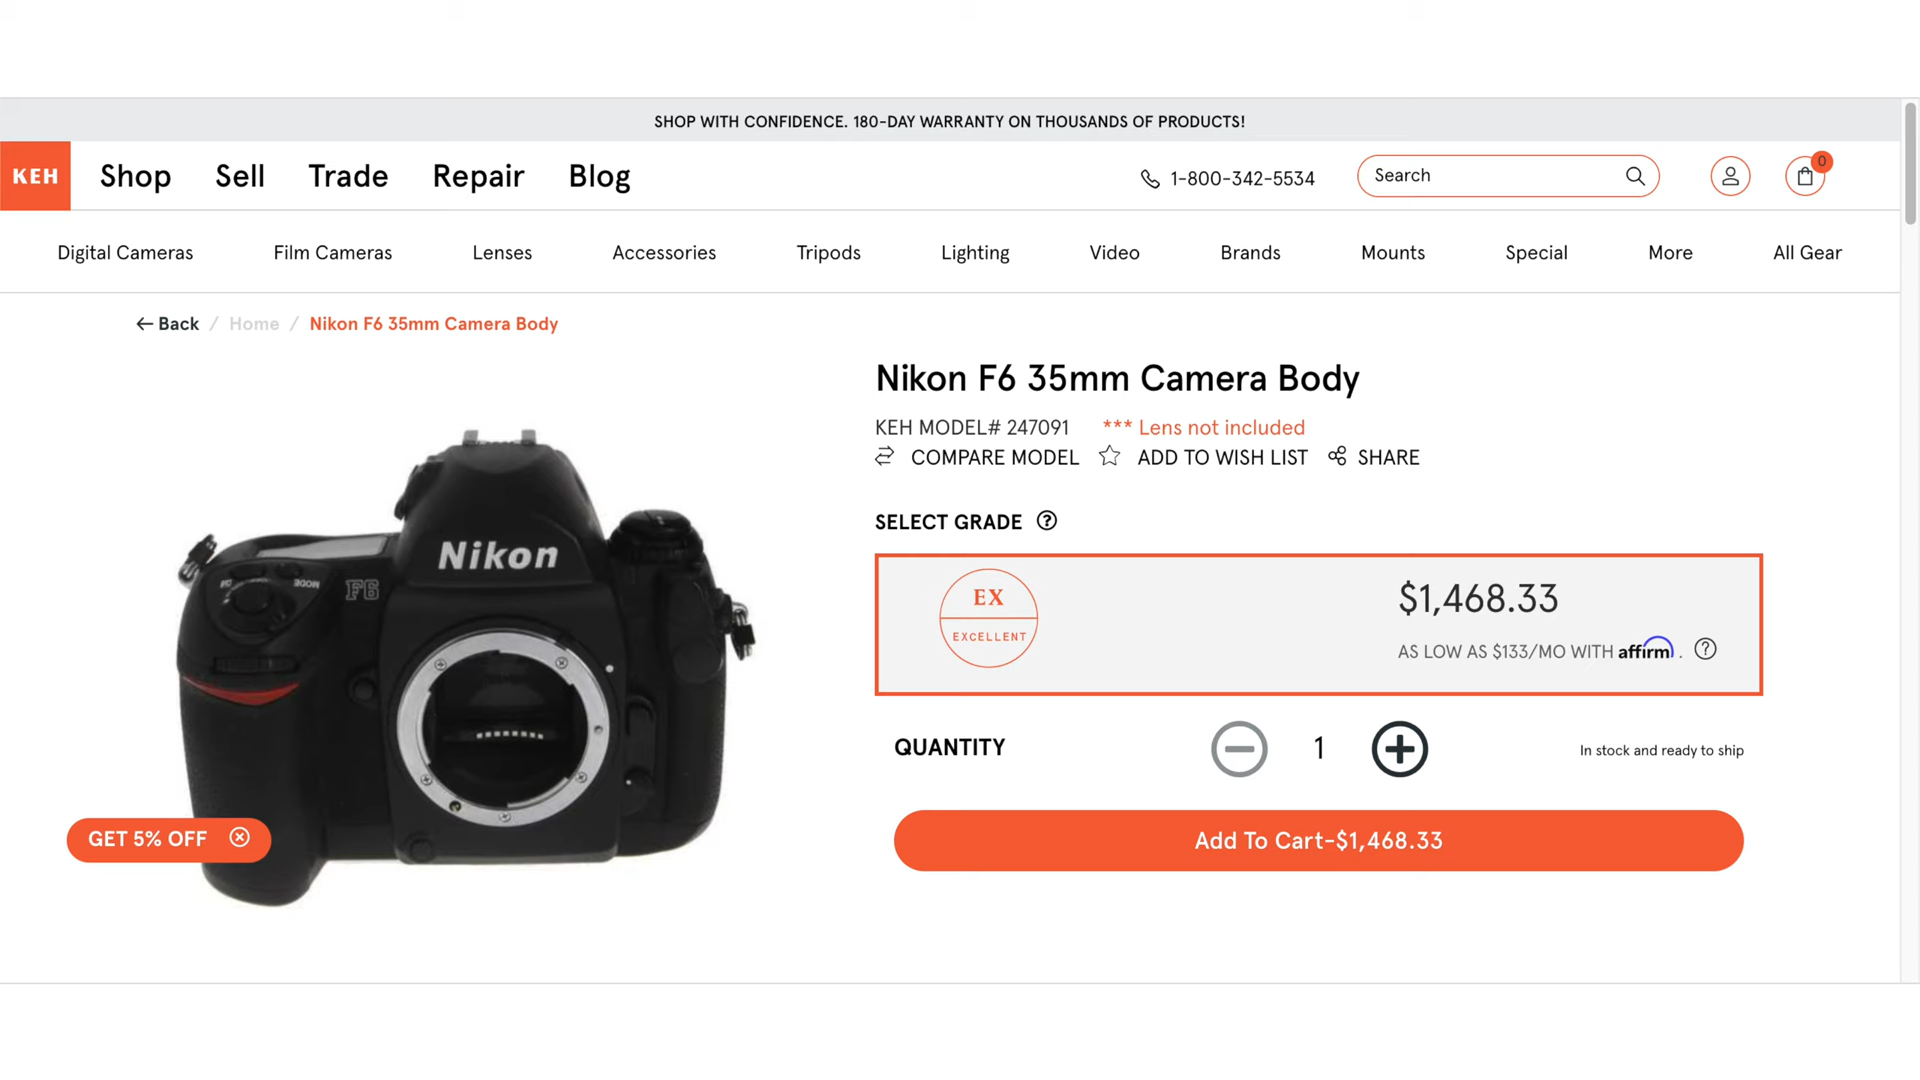 SHOP WITH CONFIDENCE. 180-DAY WARRANTY ON THOUSANDS OF PRODUCTS!
KEH Shop Sell Trade Repair Blog 1-800-342-5534 Search 0
Digital Cameras Film Cameras Lenses Accessories Tripods Lighting Video Brands Mounts Special More All Gear
← Back / Home / Nikon F6 35mm Camera Body
Nikon F6 35mm Camera Body
KEH MODEL# 247091 *** Lens not included
COMPARE MODEL ADD TO WISH LIST SHARE
SELECT GRADE ?
EX
EXCELLENT
$1,468.33
AS LOW AS $133/MO WITH affirm. ?
QUANTITY 1 In stock and ready to ship
Add To Cart-$1,468.33
Nikon
F6
MODE
GET 5% OFF